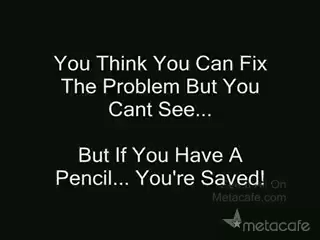 You Think You Can Fix
The Problem But You
Cant See...
But If You Have A
Pencil... You're Saved!
On
Metacafe.com
metacafe